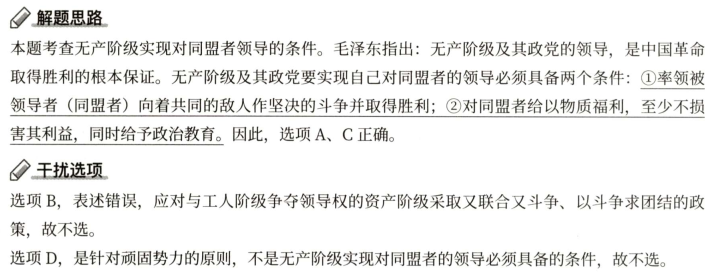 解题思路
本题考查无产阶级实现对同盟者领导的条件。毛泽东指出：无产阶级及其政党的领导，是中国革命
取得胜利的根本保证。无产阶级及其政党要实现自己对同盟者的领导必须具备两个条件：①率领被
领导者（同盟者）向着共同的敌人作坚决的斗争并取得胜利；②对同盟者给以物质福利，至少不损
害其利益，同时给予政治教育。因此，选项 A、C 正确。
干扰选项
选项 B，表述错误，应对与工人阶级争夺领导权的资产阶级采取又联合又斗争、以斗争求团结的政
策，故不选。
选项 D，是针对顽固势力的原则，不是无产阶级实现对同盟者的领导必须具备的条件，故不选。